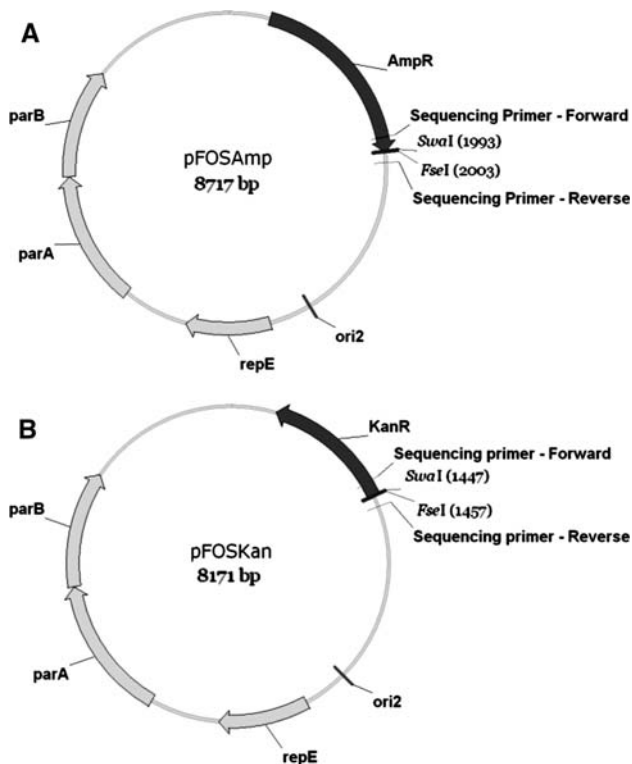 A
AmpR
Sequencing Primer - Forward
SwaI (1993)
FseI (2003)
Sequencing Primer - Reverse
parB
pFOSAmp
8717 bp
parA
ori2
repE
B
KanR
Sequencing primer - Forward
SwaI (1447)
FseI (1457)
Sequencing primer - Reverse
parB
pFOSKan
8171 bp
parA
ori2
repE